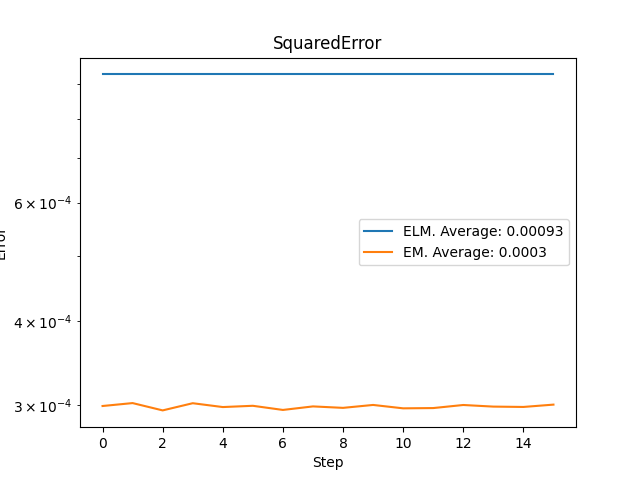 SquaredError
6 × 10⁻⁴
4 × 10⁻⁴
3 × 10⁻⁴
Error
ELM. Average: 0.00093
EM. Average: 0.0003
0 2 4 6 8 10 12 14
Step